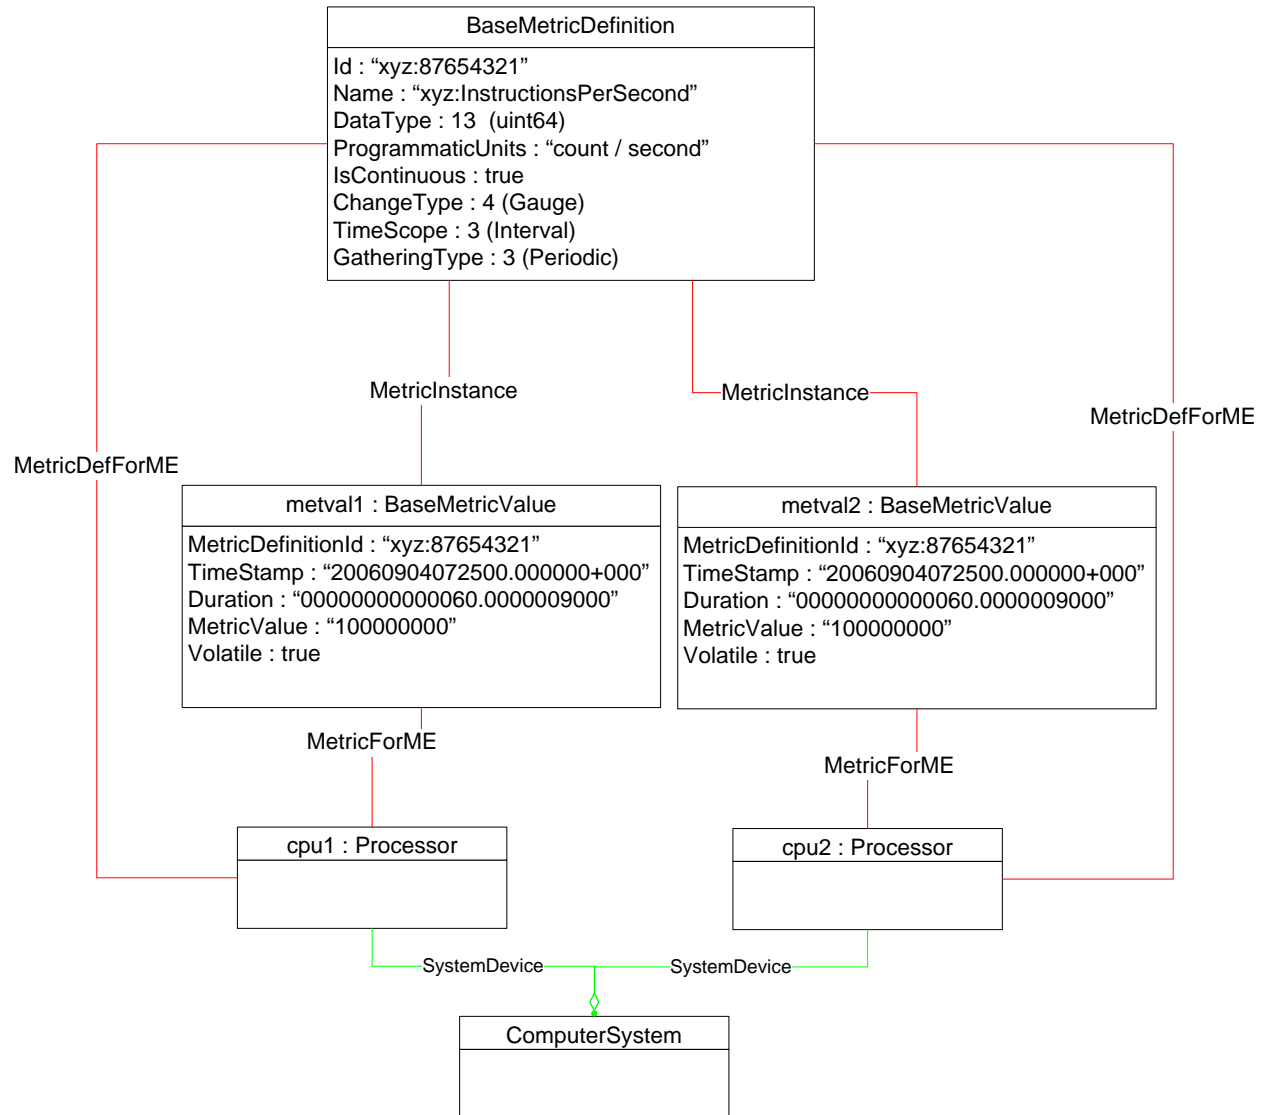 BaseMetricDefinition
Id : “xyz:87654321”
Name : “xyz:InstructionsPerSecond”
DataType : 13  (uint64)
ProgrammaticUnits : “count / second”
IsContinuous : true
ChangeType : 4 (Gauge)
TimeScope : 3 (Interval)
GatheringType : 3 (Periodic)
MetricInstance
MetricInstance
MetricDefForME
MetricDefForME
metval1 : BaseMetricValue
MetricDefinitionId : “xyz:87654321”
TimeStamp : “20060904072500.000000+000”
Duration : “00000000000060.0000009000”
MetricValue : “100000000”
Volatile : true
metval2 : BaseMetricValue
MetricDefinitionId : “xyz:87654321”
TimeStamp : “20060904072500.000000+000”
Duration : “00000000000060.0000009000”
MetricValue : “100000000”
Volatile : true
MetricForME
MetricForME
cpu1 : Processor
cpu2 : Processor
SystemDevice
SystemDevice
ComputerSystem